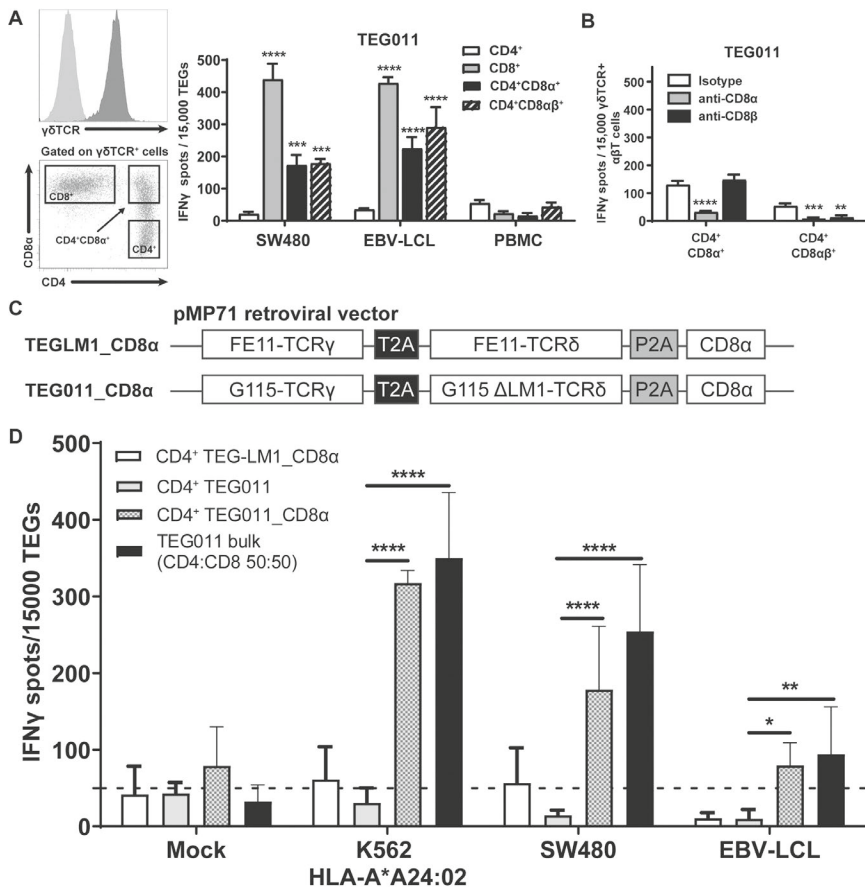 A
γδTCR
Gated on γδTCR⁺ cells
CD8⁺
CD4⁺CD8α⁺
CD4⁺
CD8α
CD4
TEG011
IFNγ spots / 15,000 TEGs
500
400
300
200
100
0
CD4⁺
CD8⁺
CD4⁺CD8α⁺
CD4⁺CD8αβ⁺
****
***
***
****
****
****
SW480
EBV-LCL
PBMC
B
TEG011
IFNγ spots / 15,000 γδTCR+
αβT cells
400
300
200
100
0
Isotype
anti-CD8α
anti-CD8β
****
***
**
CD4⁺
CD8α⁺
CD4⁺
CD8αβ⁺
C
pMP71 retroviral vector
TEGLM1_CD8α
FE11-TCRγ
T2A
FE11-TCRδ
P2A
CD8α
TEG011_CD8α
G115-TCRγ
T2A
G115 ΔLM1-TCRδ
P2A
CD8α
D
IFNγ spots/15000 TEGs
500
400
300
200
100
0
CD4⁺ TEG-LM1_CD8α
CD4⁺ TEG011
CD4⁺ TEG011_CD8α
TEG011 bulk
(CD4:CD8 50:50)
****
****
****
****
**
*
Mock
K562
HLA-A*A24:02
SW480
EBV-LCL